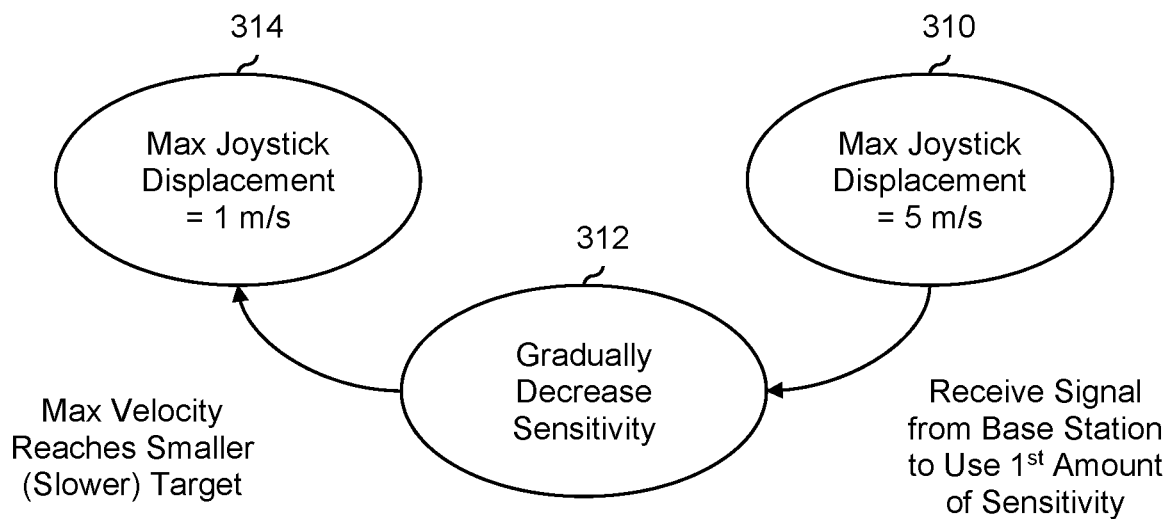 314
310
Max Joystick
Displacement
= 1 m/s
Max Joystick
Displacement
= 5 m/s
312
Gradually
Decrease
Sensitivity
Max Velocity
Reaches Smaller
(Slower) Target
Receive Signal
from Base Station
to Use 1st Amount
of Sensitivity